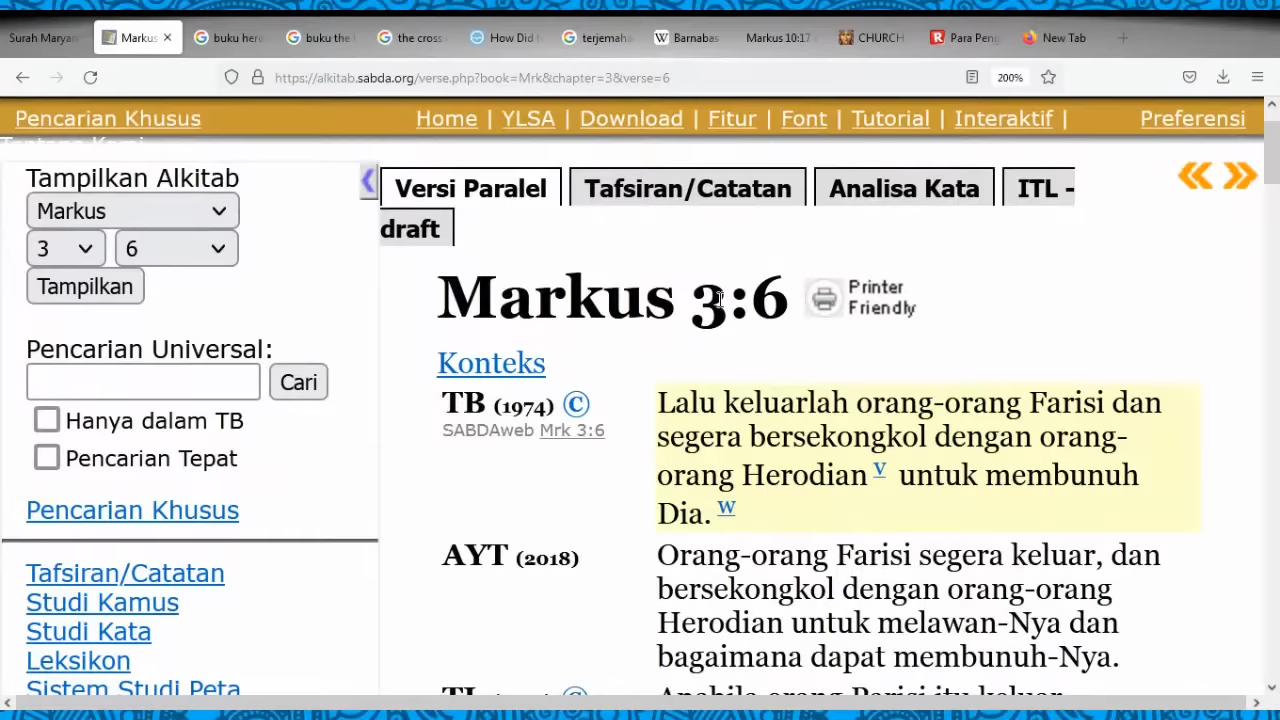 Surah Marya
Markus
buku her
buku the
the cross
How Did
terjemah
Barnabas
Markus 10:17
CHURCH
Para Peng
New Tab
https://alkitab.sabda.org/verse.php?book=Mrk&chapter=3&verse=6
200%
Pencarian Khusus
Home | YLSA | Download | Fitur | Font | Tutorial | Interaktif |
Preferensi
Tampilkan Alkitab
Markus
3
6
Tampilkan
Pencarian Universal:
Cari
Hanya dalam TB
Pencarian Tepat
Pencarian Khusus
Tafsiran/Catatan
Studi Kamus
Studi Kata
Leksikon
Sistem Studi Peta
Versi Paralel
Tafsiran/Catatan
Analisa Kata
ITL -
draft
Markus 3:6
Printer
Friendly
Konteks
TB (1974) ©
SABDAweb Mrk 3:6
Lalu keluarlah orang-orang Farisi dan
segera bersekongkol dengan orang-
orang Herodian v untuk membunuh
Dia. w
AYT (2018)
Orang-orang Farisi segera keluar, dan
bersekongkol dengan orang-orang
Herodian untuk melawan-Nya dan
bagaimana dapat membunuh-Nya.